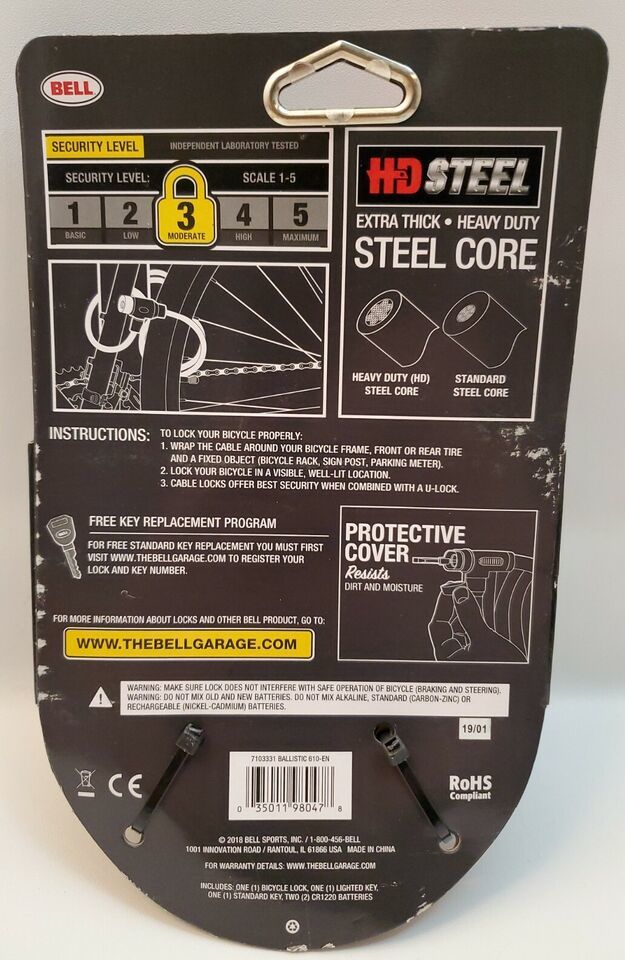 BELL
SECURITY LEVEL INDEPENDENT LABORATORY TESTED
SECURITY LEVEL: SCALE 1-5
1 2 3 4 5
BASIC LOW MODERATE HIGH MAXIMUM
HD STEEL
EXTRA THICK • HEAVY DUTY
STEEL CORE
HEAVY DUTY (HD)
STEEL CORE
STANDARD
STEEL CORE
INSTRUCTIONS: TO LOCK YOUR BICYCLE PROPERLY:
1. WRAP THE CABLE AROUND YOUR BICYCLE FRAME, FRONT OR REAR TIRE
AND A FIXED OBJECT (BICYCLE RACK, SIGN POST, PARKING METER).
2. LOCK YOUR BICYCLE IN A VISIBLE, WELL-LIT LOCATION.
3. CABLE LOCKS OFFER BEST SECURITY WHEN COMBINED WITH A U-LOCK.
FREE KEY REPLACEMENT PROGRAM
FOR FREE STANDARD KEY REPLACEMENT YOU MUST FIRST
VISIT WWW.THEBELLGARAGE.COM TO REGISTER YOUR
LOCK AND KEY NUMBER.
PROTECTIVE
COVER
Resists
DIRT AND MOISTURE
FOR MORE INFORMATION ABOUT LOCKS AND OTHER BELL PRODUCT, GO TO:
WWW.THEBELLGARAGE.COM
WARNING: MAKE SURE LOCK DOES NOT INTERFERE WITH SAFE OPERATION OF BICYCLE (BRAKING AND STEERING).
WARNING: DO NOT MIX OLD AND NEW BATTERIES. DO NOT MIX ALKALINE, STANDARD (CARBON-ZINC) OR
RECHARGEABLE (NICKEL-CADMIUM) BATTERIES.
19/01
7103331 BALLISTIC 610-EN
0 35011 98047 8
CE
RoHS
Compliant
© 2018 BELL SPORTS, INC. / 1-800-456-BELL
1001 INNOVATION ROAD / RANTOUL, IL 61866 USA MADE IN CHINA
FOR WARRANTY DETAILS: WWW.THEBELLGARAGE.COM
INCLUDES: ONE (1) BICYCLE LOCK, ONE (1) LIGHTED KEY,
ONE (1) STANDARD KEY, TWO (2) CR1220 BATTERIES